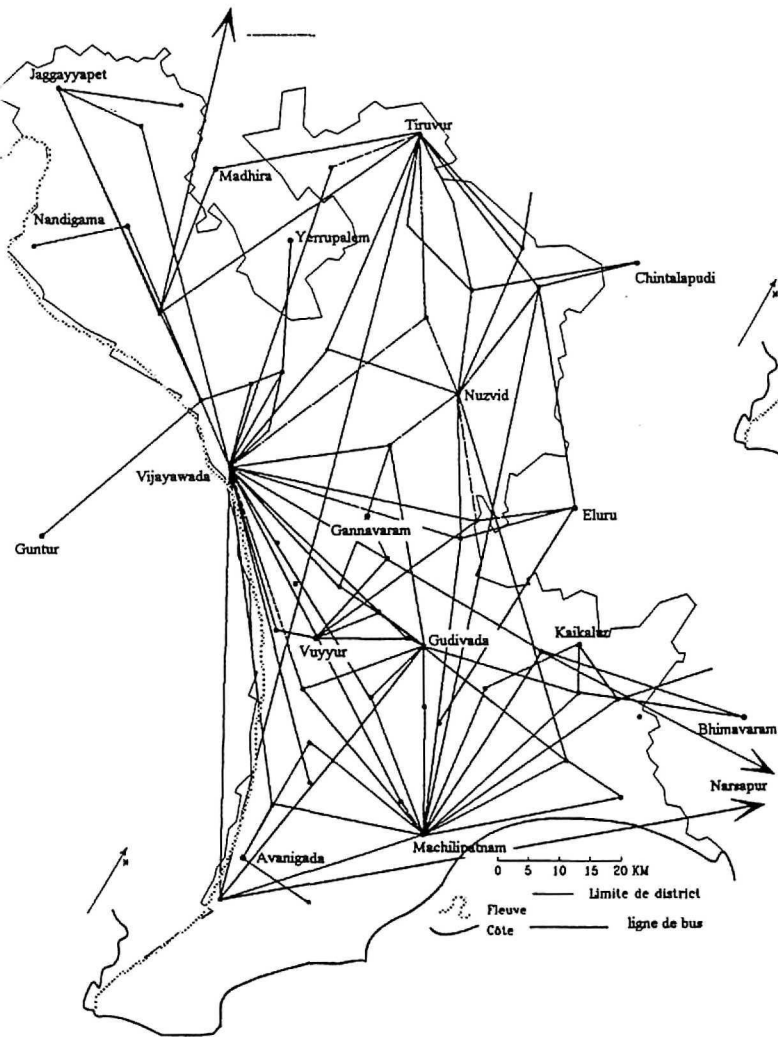 Jaggayyapet
Tiruvur
Madhira
Nandigama
Yerrupalem
Chintalapudi
N
Nuzvid
Vijayawada
Gannavaram
Eluru
Guntur
Kaikalur
Gudivada
Vuyyur
Bhimavaram
Narsapur
Machilipatnam
Avanigada
N
0 5 10 15 20 KM
Limite de district
Fleuve
Côte
ligne de bus